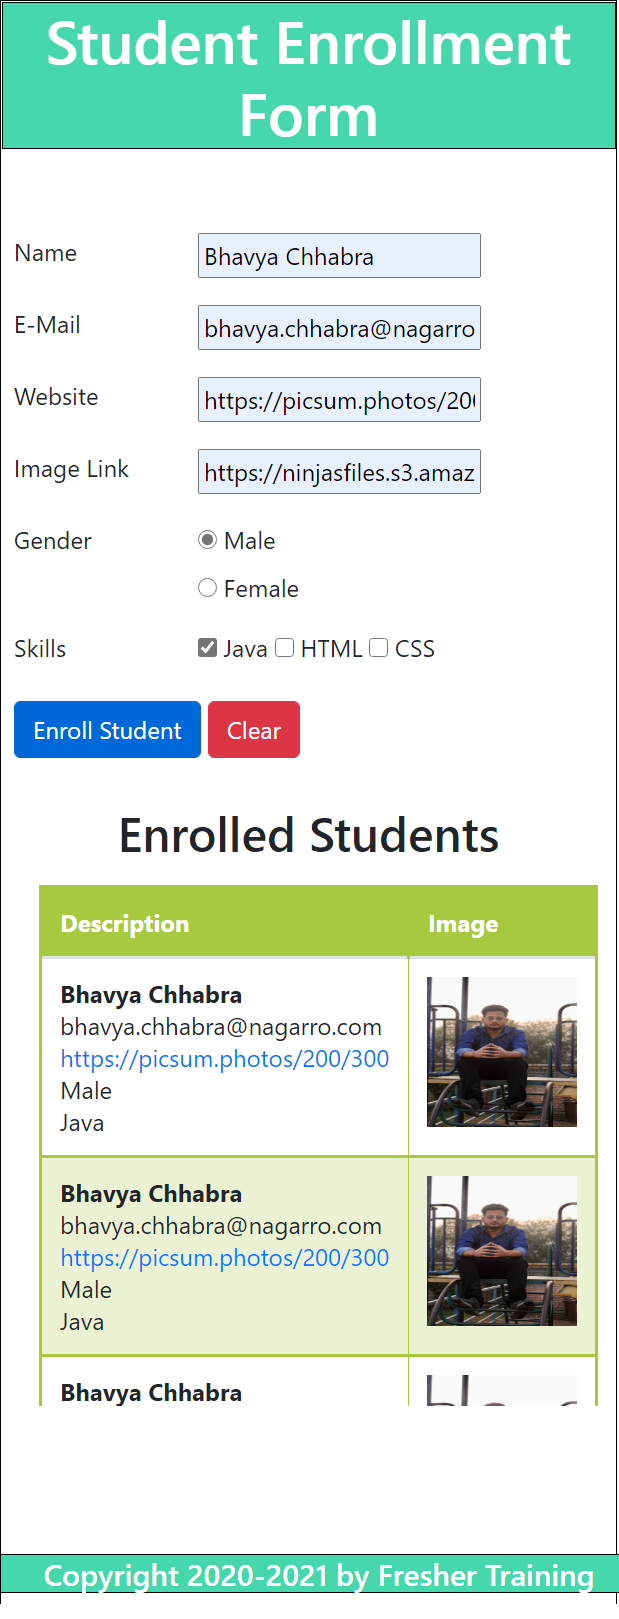 Student Enrollment
Form
Name Bhavya Chhabra
E-Mail bhavya.chhabra@nagarro
Website https://picsum.photos/200
Image Link https://ninjasfiles.s3.amaz
Gender Male
Female
Skills Java HTML CSS
Enroll Student Clear
Enrolled Students
Description Image
Bhavya Chhabra
bhavya.chhabra@nagarro.com
https://picsum.photos/200/300
Male
Java
Bhavya Chhabra
bhavya.chhabra@nagarro.com
https://picsum.photos/200/300
Male
Java
Bhavya Chhabra
Copyright 2020-2021 by Fresher Training